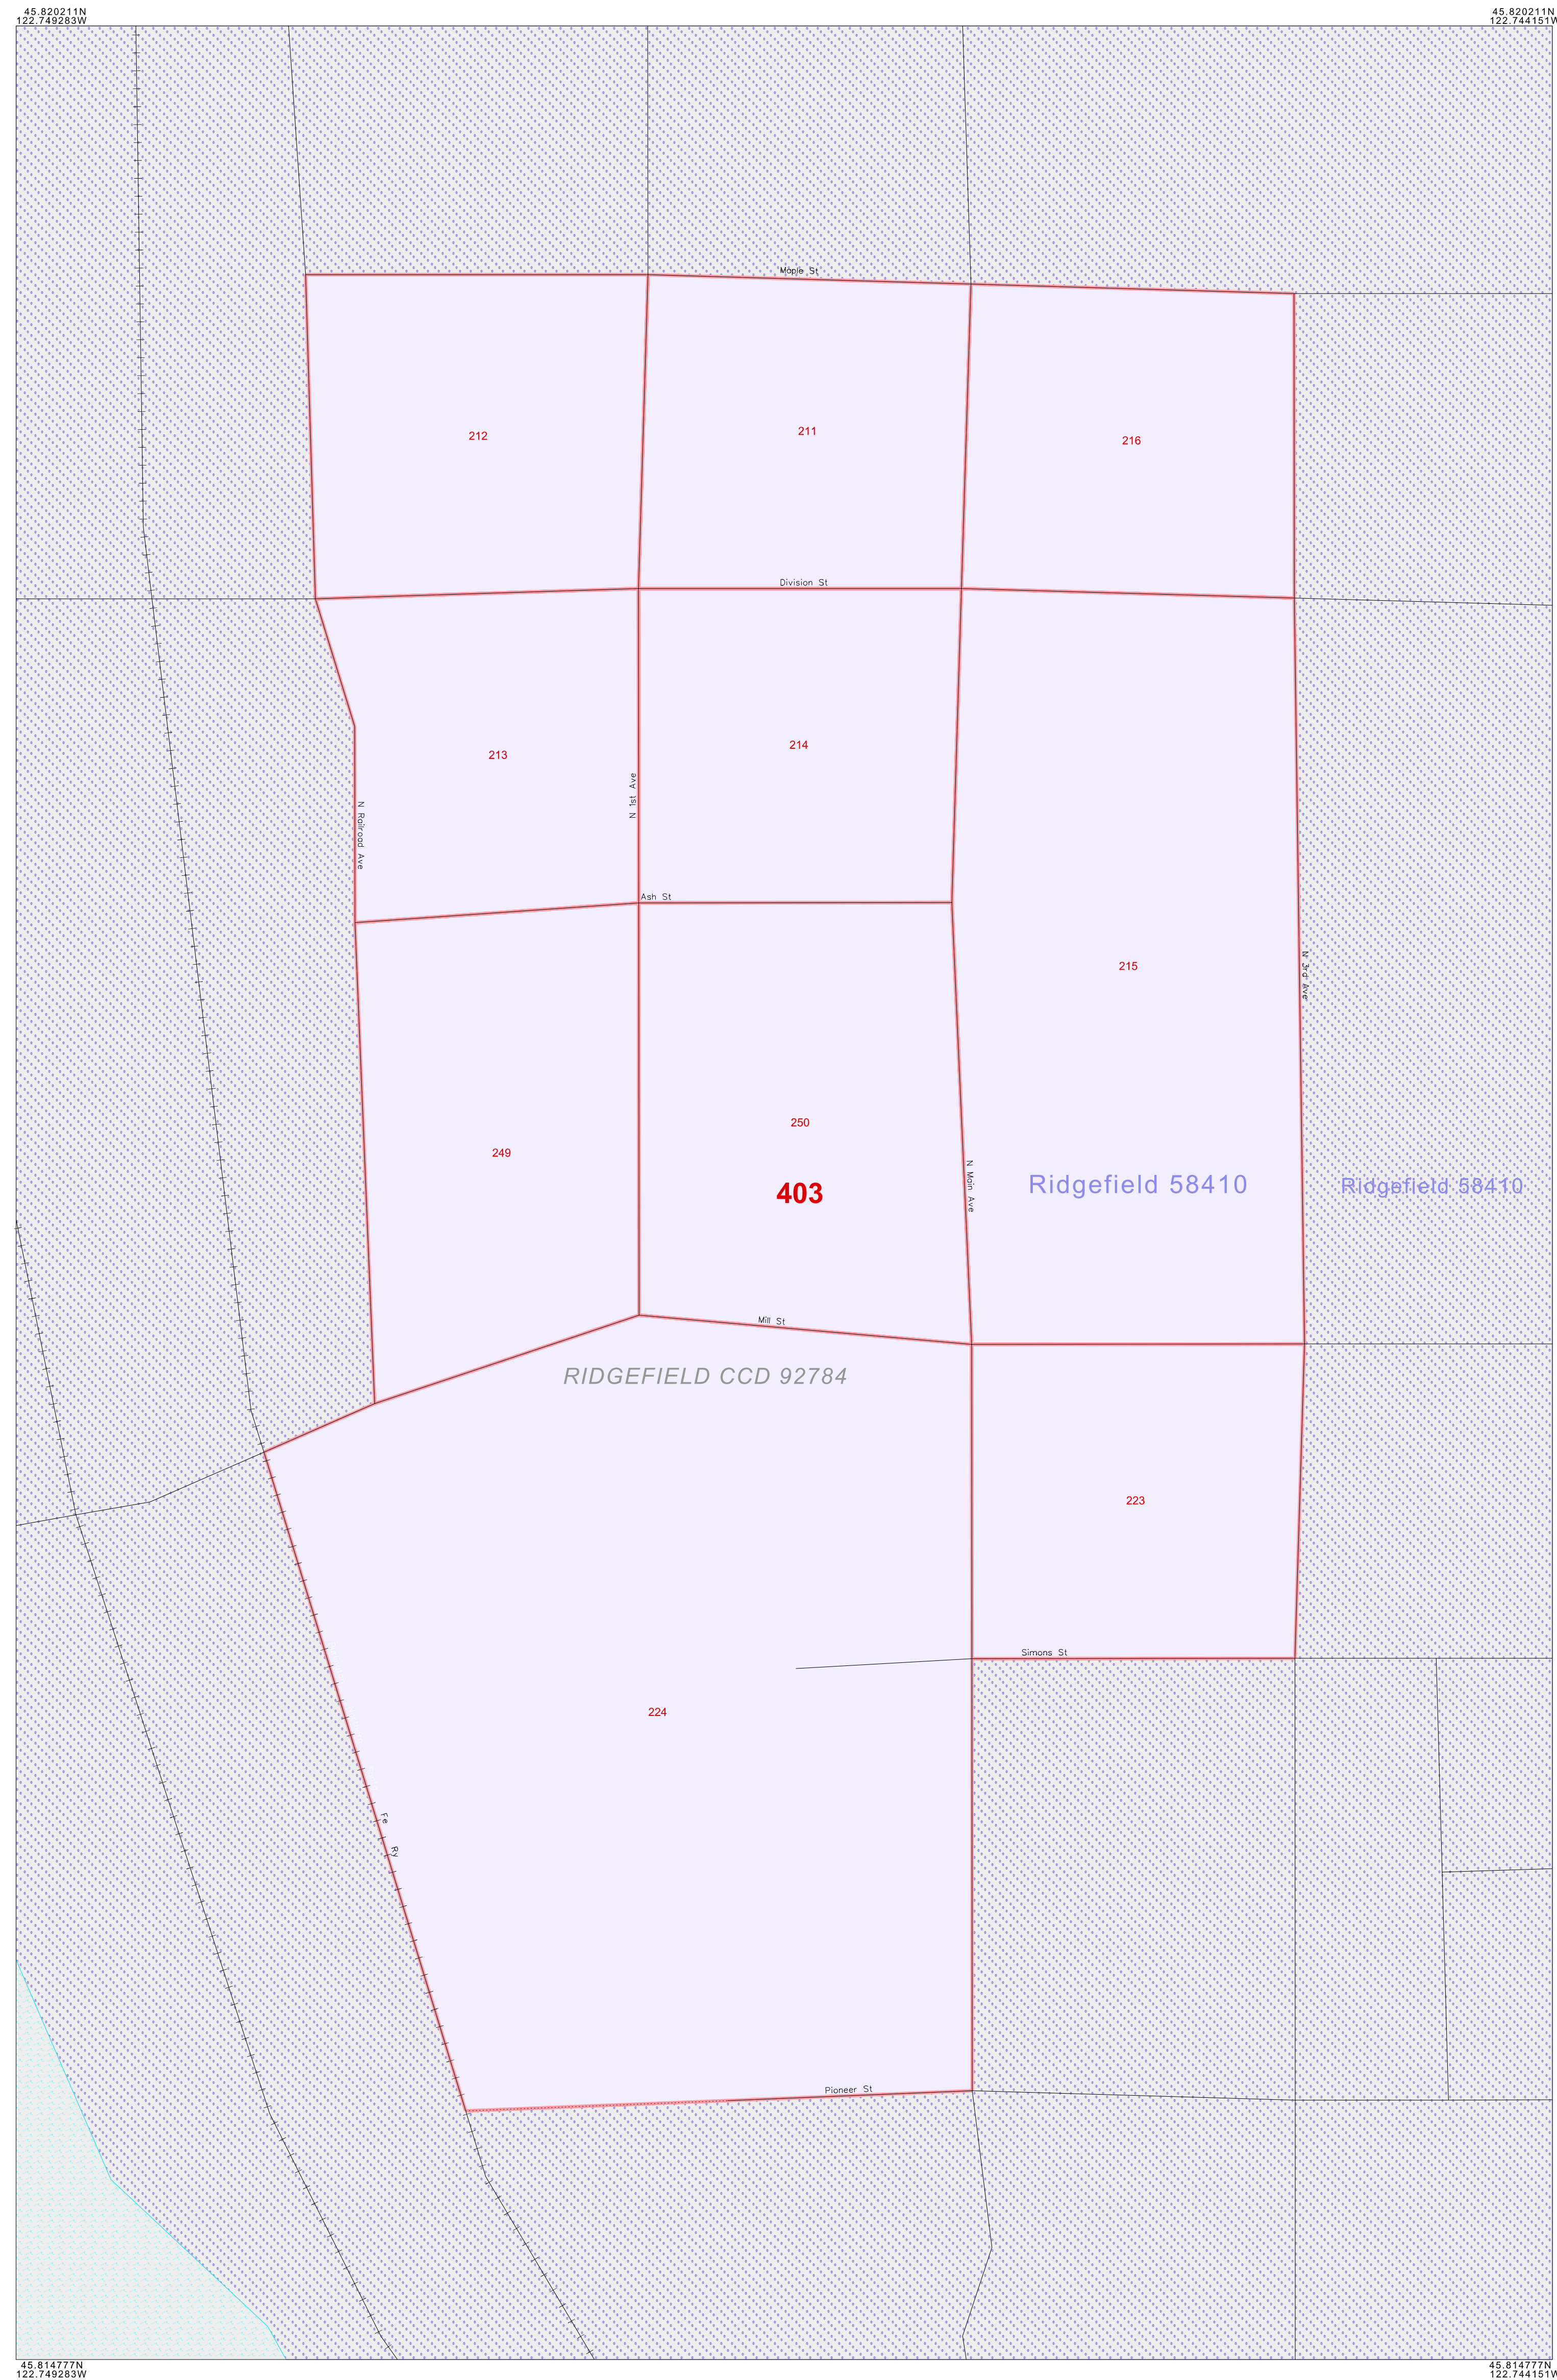 45.820211N
122.749283W
45.820211N
122.744151W
Maple St
212
211
216
Division St
213
214
N Railroad Ave
N 1st Ave
Ash St
215
N 3rd Ave
250
249
403
N Main Ave
Ridgefield 58410
Ridgefield 58410
Mill St
RIDGEFIELD CCD 92784
223
Simons St
224
Fe Ry
Pioneer St
45.814777N
122.749283W
45.814777N
122.744151W